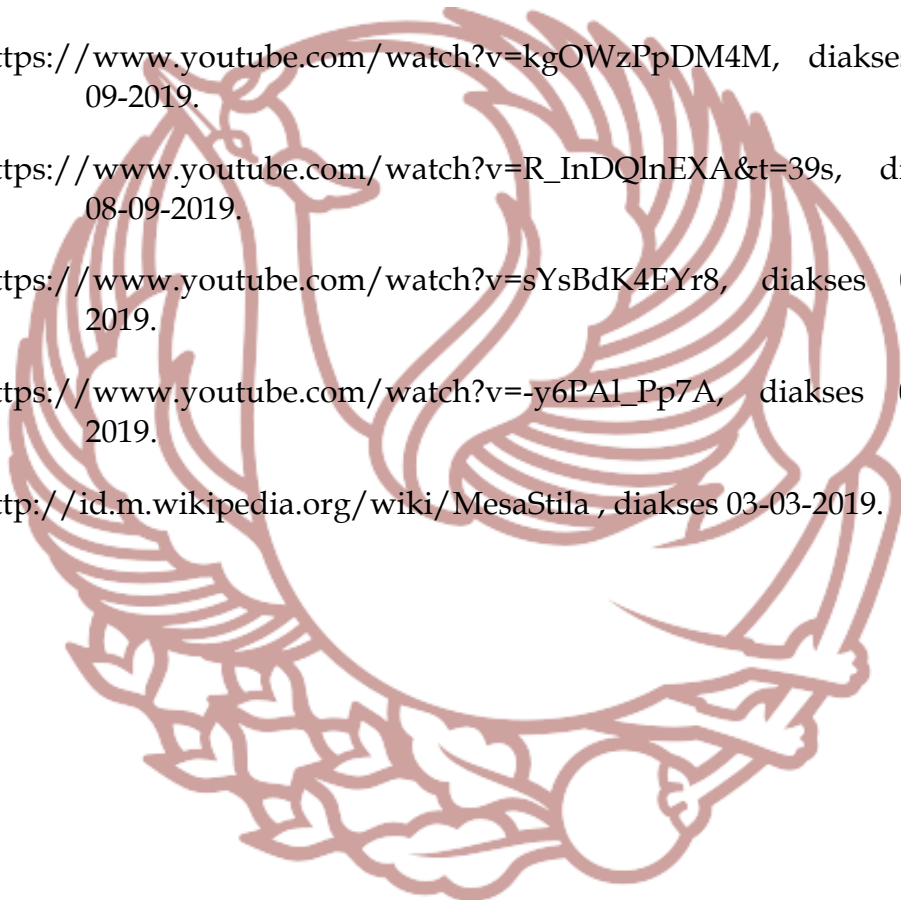 ttps://www.youtube.com/watch?v=kgOWzPpDM4M, diakses
09-2019.
ttps://www.youtube.com/watch?v=R_InDQlnEXA&t=39s, di
08-09-2019.
ttps://www.youtube.com/watch?v=sYsBdK4EYr8, diakses
2019.
ttps://www.youtube.com/watch?v=-y6PAl_Pp7A, diakses
2019.
ttp://id.m.wikipedia.org/wiki/MesaStila , diakses 03-03-2019.